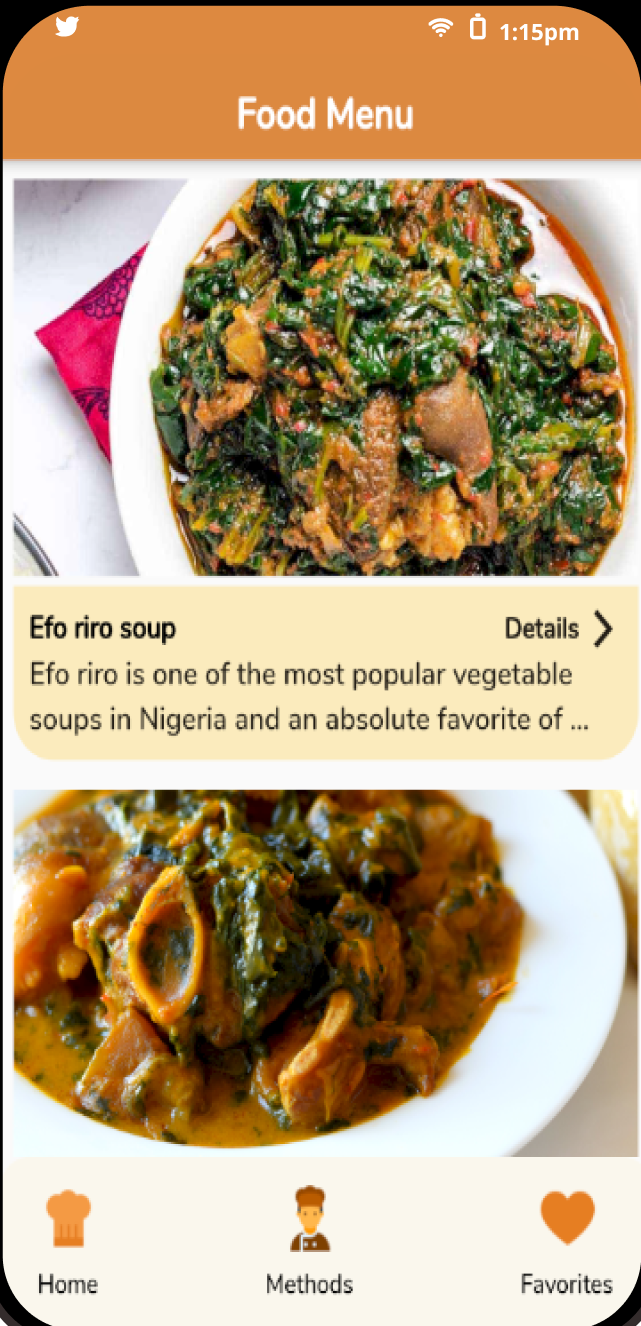 1:15pm
Food Menu
Efo riro soup
Details
Efo riro is one of the most popular vegetable
soups in Nigeria and an absolute favorite of ...
Home
Methods
Favorites